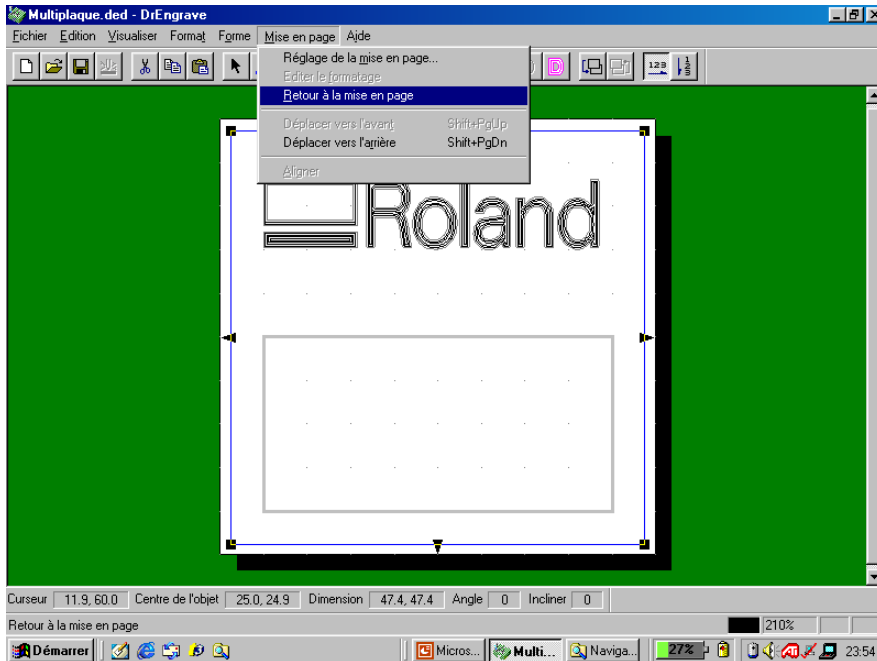 Multiplaque.ded - DrEngrave
Fichier Edition Visualiser Format Forme Mise en page Aide
Réglage de la mise en page...
Editer le formatage
Retour à la mise en page
Déplacer vers l'avant Shift+PgUp
Déplacer vers l'arrière Shift+PgDn
Aligner
Roland
Curseur 11.9, 60.0 Centre de l'objet 25.0, 24.9 Dimension 47.4, 47.4 Angle 0 Incliner 0
Retour à la mise en page 210%
Démarrer Micros... Multi... Naviga... 27% 23:54